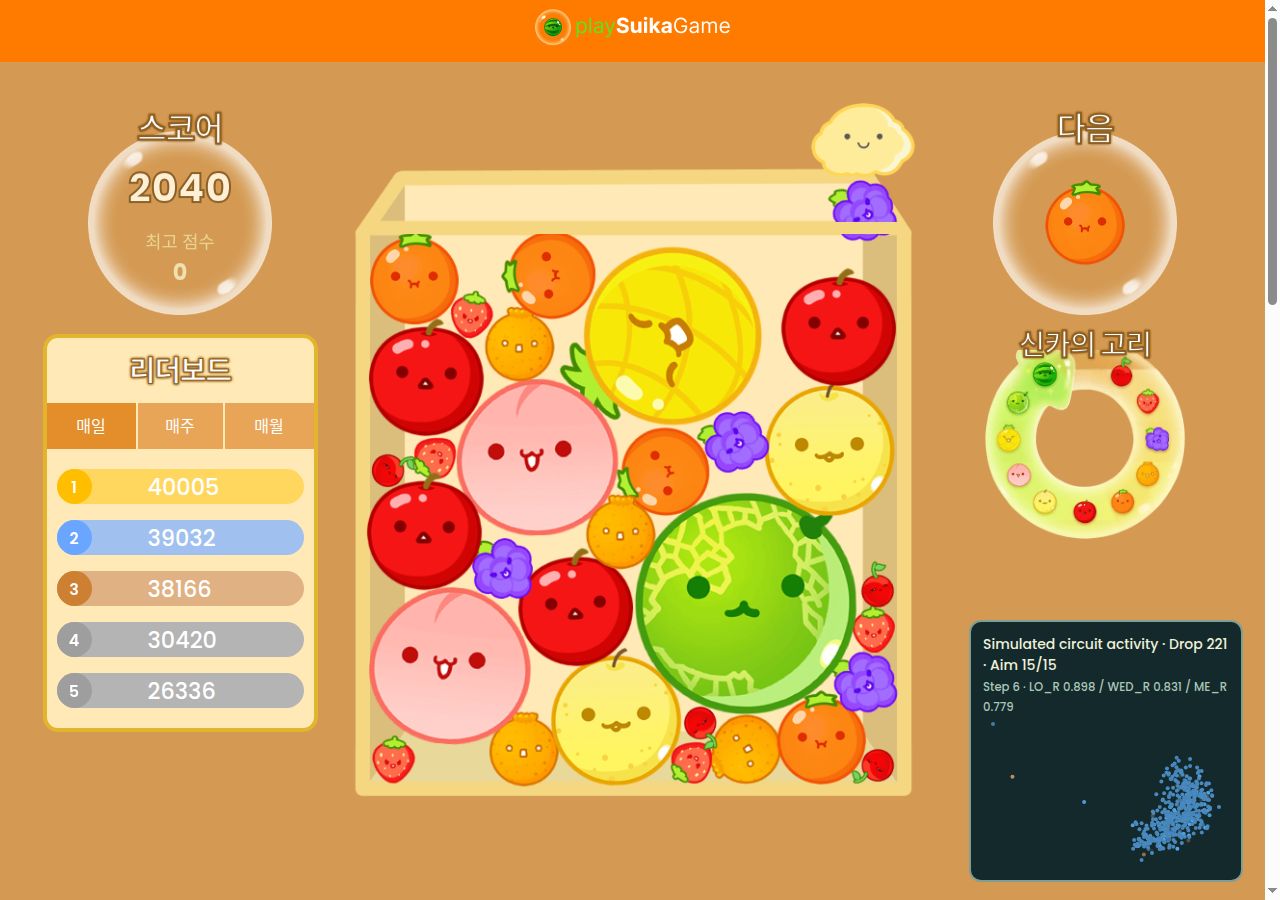 playSuikaGame
스코어
2040
최고 점수
0
다음
리더보드
매일 매주 매월
1 40005
2 39032
3 38166
4 30420
5 26336
신카의 고리
Simulated circuit activity · Drop 221
· Aim 15/15
Step 6 · LO_R 0.898 / WED_R 0.831 / ME_R
0.779